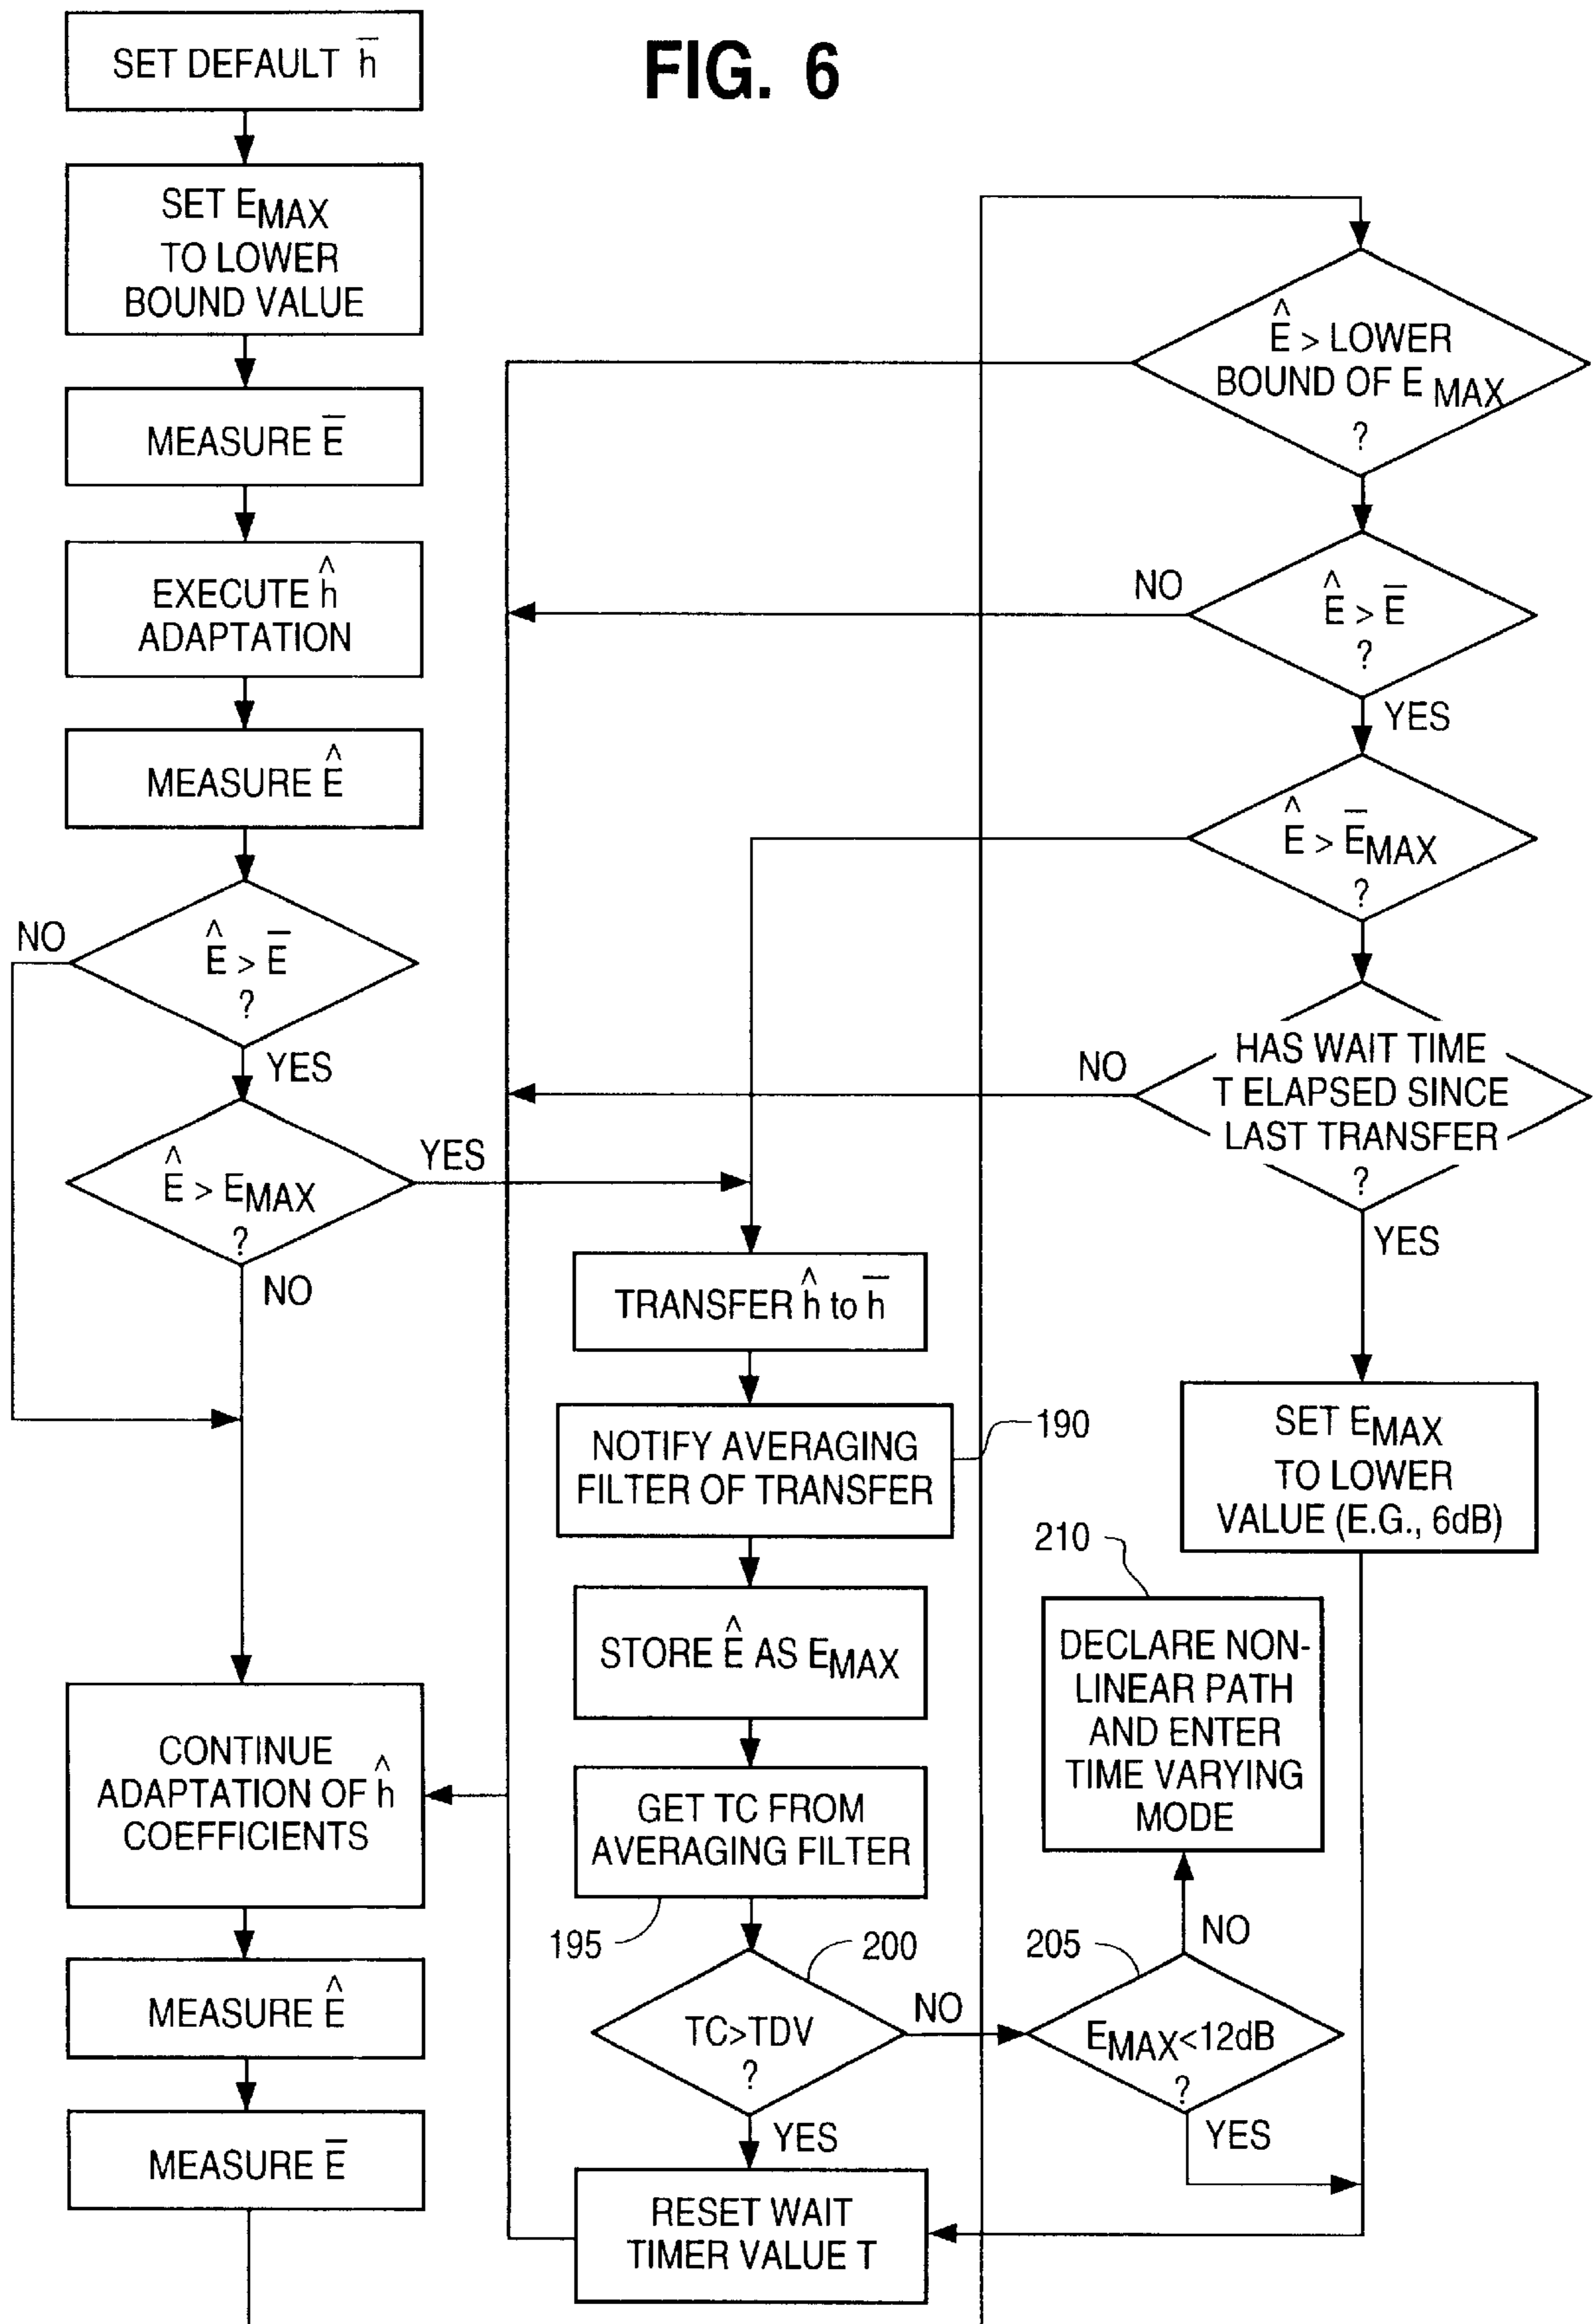 FIG. 6
SET DEFAULT h̅
SET EMAX
TO LOWER
BOUND VALUE
MEASURE E̅
EXECUTE ĥ
ADAPTATION
MEASURE Ê
NO
Ê > E̅
?
YES
Ê > EMAX
?
YES
NO
CONTINUE
ADAPTATION OF ĥ
COEFFICIENTS
MEASURE Ê
MEASURE E̅
TRANSFER ĥ to h̅
NOTIFY AVERAGING
FILTER OF TRANSFER
190
STORE Ê AS EMAX
GET TC FROM
AVERAGING FILTER
195
200
TC>TDV
?
NO
YES
RESET WAIT
TIMER VALUE T
Ê > LOWER
BOUND OF E MAX
?
NO
Ê > E̅
?
YES
Ê > E̅MAX
?
NO
HAS WAIT TIME
T ELAPSED SINCE
LAST TRANSFER
?
YES
SET EMAX
TO LOWER
VALUE (E.G., 6dB)
210
DECLARE NON-
LINEAR PATH
AND ENTER
TIME VARYING
MODE
NO
205
EMAX<12dB
?
YES